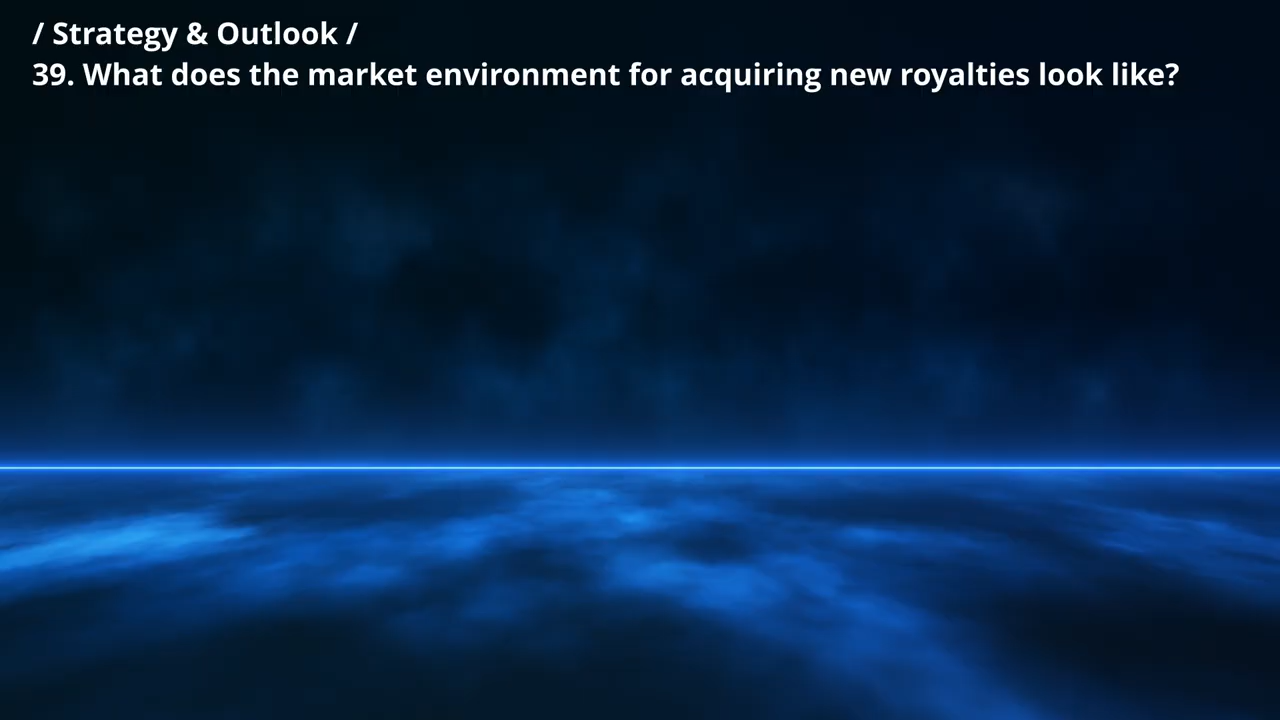 / Strategy & Outlook /
39. What does the market environment for acquiring new royalties look like?